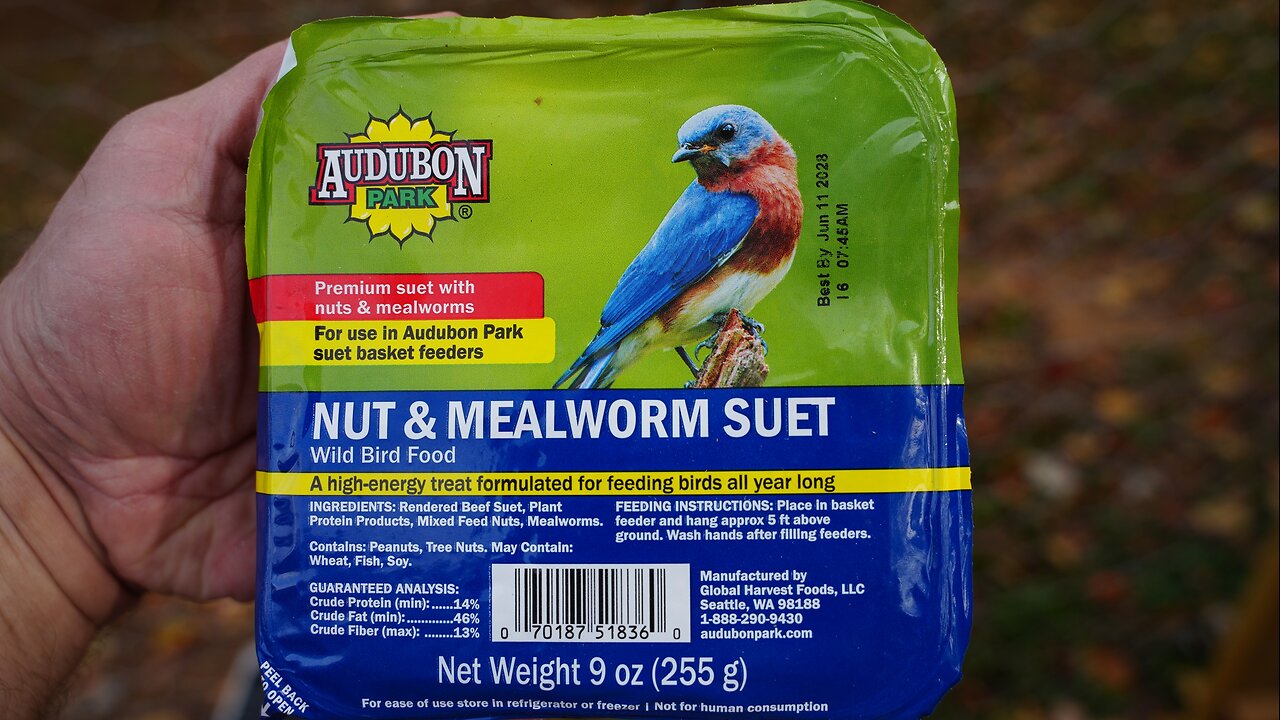 AUDUBON
PARK
®
Best By Jun 11 2028
16 07:45AM
Premium suet with
nuts & mealworms
For use in Audubon Park
suet basket feeders
NUT & MEALWORM SUET
Wild Bird Food
A high-energy treat formulated for feeding birds all year long
INGREDIENTS: Rendered Beef Suet, Plant
Protein Products, Mixed Feed Nuts, Mealworms.
Contains: Peanuts, Tree Nuts. May Contain:
Wheat, Fish, Soy.
FEEDING INSTRUCTIONS: Place in basket
feeder and hang approx 5 ft above
ground. Wash hands after filling feeders.
GUARANTEED ANALYSIS:
Crude Protein (min):......14%
Crude Fat (min):.............46%
Crude Fiber (max): ........13%
0 70187 51836 0
Manufactured by
Global Harvest Foods, LLC
Seattle, WA 98188
1-888-290-9430
audubonpark.com
Net Weight 9 oz (255 g)
PEEL BACK
TO OPEN
For ease of use store in refrigerator or freezer | Not for human consumption